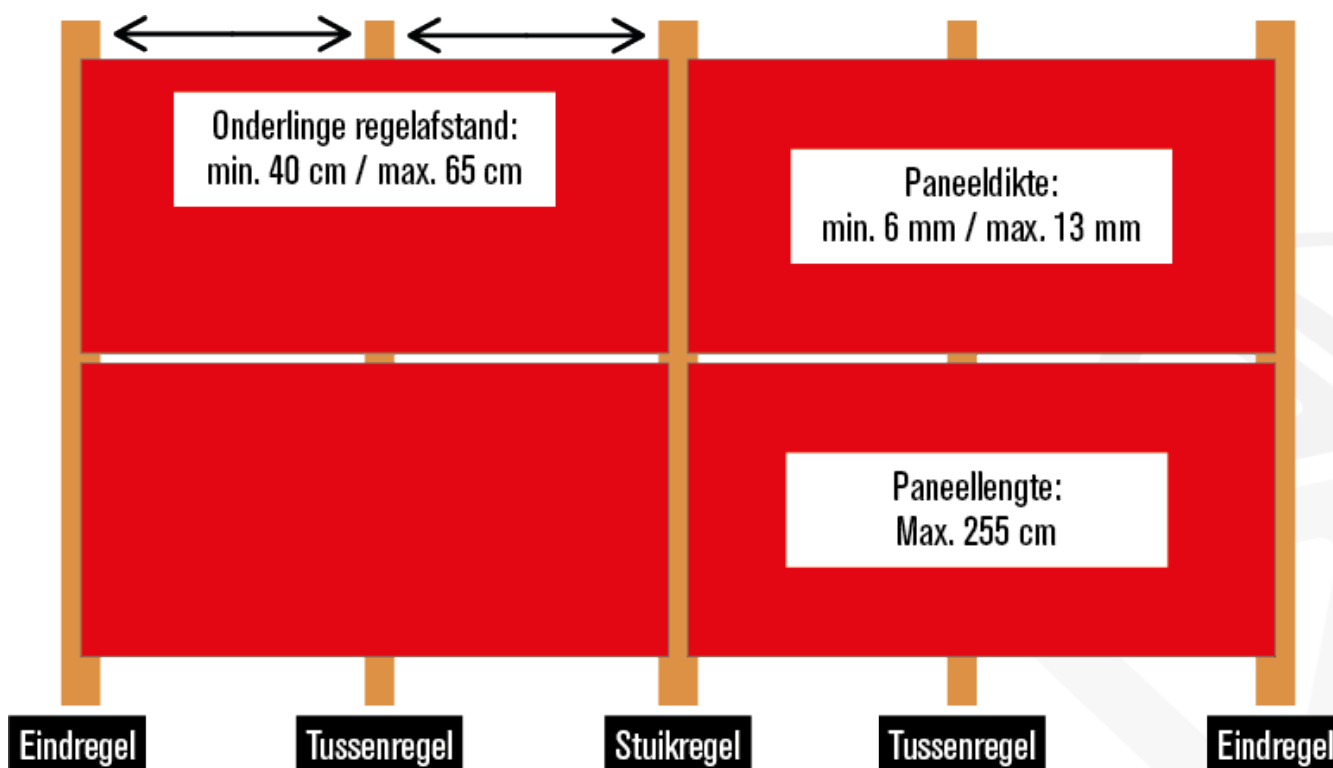 Onderlinge regelafstand:
min. 40 cm / max. 65 cm
Paneeldikte:
min. 6 mm / max. 13 mm
Paneellengte:
Max. 255 cm
Eindregel
Tussenregel
Stuikregel
Tussenregel
Eindregel